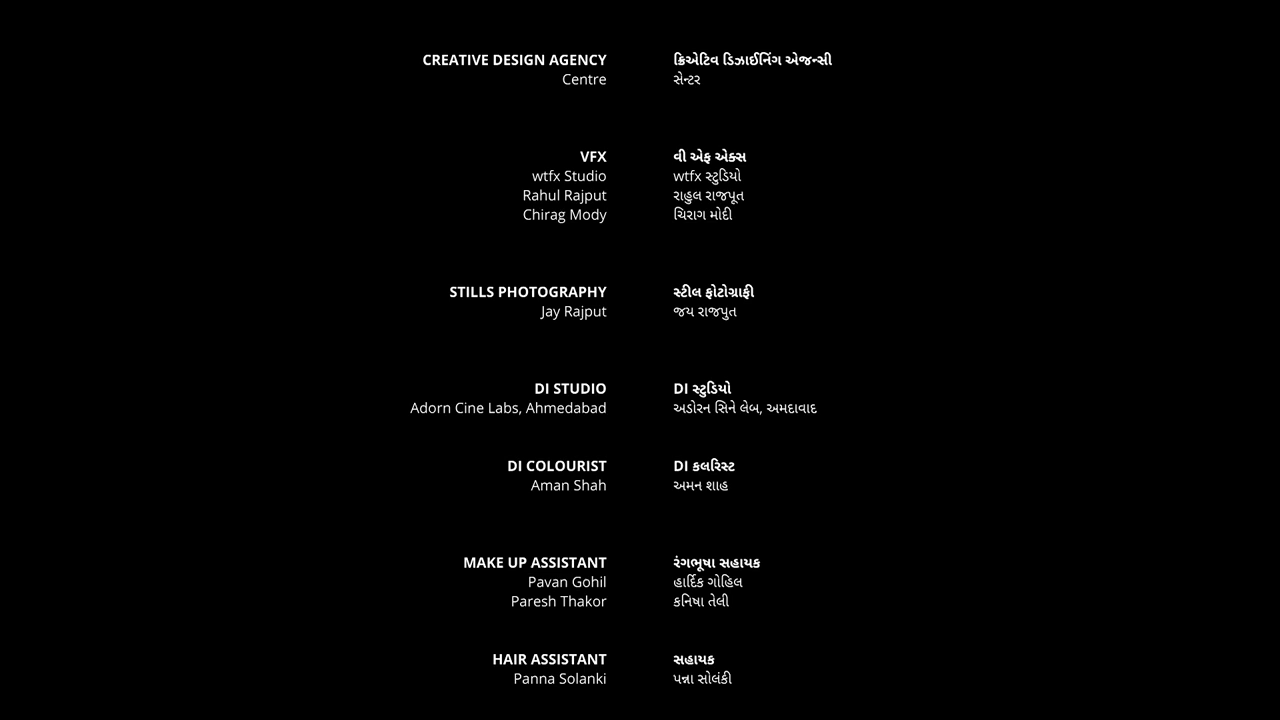 CREATIVE DESIGN AGENCY ક્રિએટિવ ડિઝાઈનિંગ એજન્સી
Centre સેન્ટર
VFX વી એફ એક્સ
wtfx Studio wtfx સ્ટુડિયો
Rahul Rajput રાહુલ રાજપૂત
Chirag Mody ચિરાગ મોદી
STILLS PHOTOGRAPHY સ્ટીલ ફોટોગ્રાફી
Jay Rajput જય રાજપુત
DI STUDIO DI સ્ટુડિયો
Adorn Cine Labs, Ahmedabad અડોરન સિને લેબ, અમદાવાદ
DI COLOURIST DI કલરિસ્ટ
Aman Shah અમન શાહ
MAKE UP ASSISTANT રંગભૂષા સહાયક
Pavan Gohil હાર્દિક ગોહિલ
Paresh Thakor કનિષા તેલી
HAIR ASSISTANT સહાયક
Panna Solanki પન્ના સોલંકી